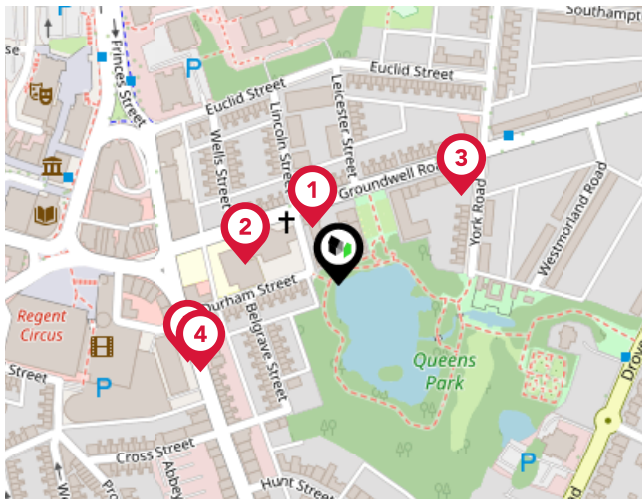 Southampt
Princes Street
P
Euclid Street
Euclid Street
Leicester Street
Lincoln Street
Wells Street
3
Groundwell Road
1
2
York Road
Westmorland Road
P
Durham Street
Regent
Circus
4
Belgrave Street
Queens
Park
Street
P
Drove
Cross Street
Abbey
P
Hunt Street